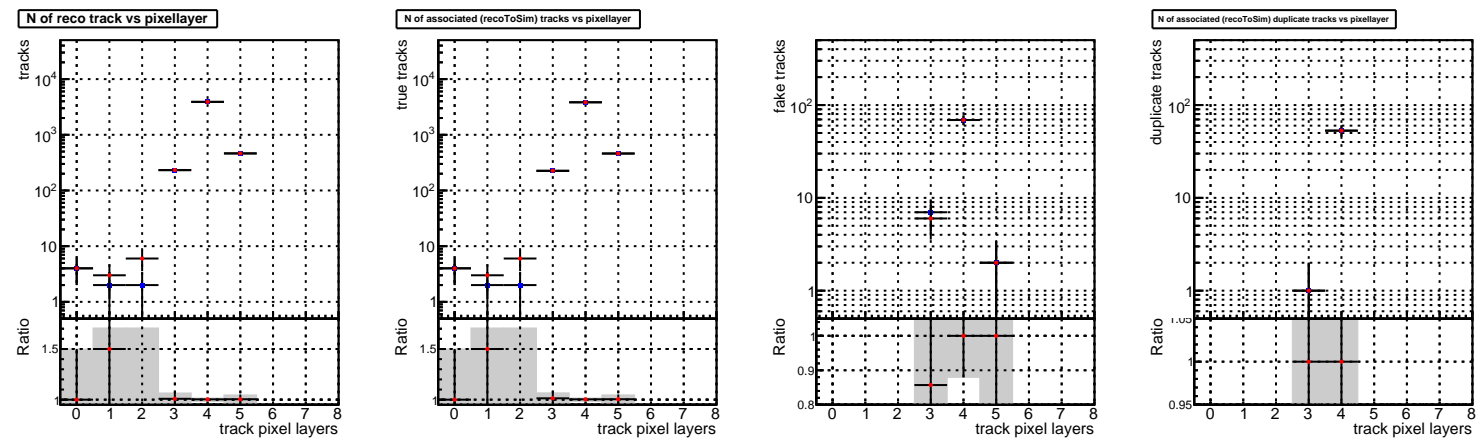 N of reco track vs pixellayer
tracks
10^4
10^3
10^2
10
1
Ratio
1.5
1
0 1 2 3 4 5 6 7 8
track pixel layers
N of associated (recoToSim) tracks vs pixellayer
true tracks
10^4
10^3
10^2
10
1
Ratio
1.5
1
0 1 2 3 4 5 6 7 8
track pixel layers
fake tracks
10^2
10
1
Ratio
1
0.9
0.8
0 1 2 3 4 5 6 7 8
track pixel layers
N of associated (recoToSim) duplicate tracks vs pixellayer
duplicate tracks
10^2
10
1
Ratio
1.05
1
0.95
0 1 2 3 4 5 6 7 8
track pixel layers